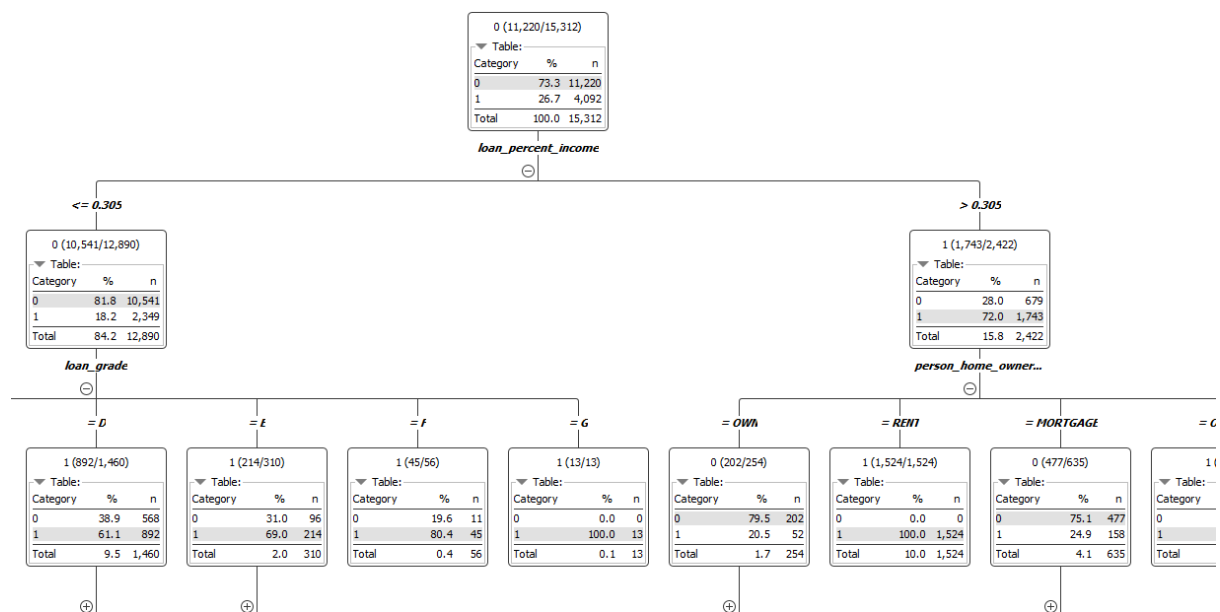 0 (11,220/15,312)
Table:
Category % n
0 73.3 11,220
1 26.7 4,092
Total 100.0 15,312
loan_percent_income
<= 0.305
> 0.305
0 (10,541/12,890)
Table:
Category % n
0 81.8 10,541
1 18.2 2,349
Total 84.2 12,890
loan_grade
1 (1,743/2,422)
Table:
Category % n
0 28.0 679
1 72.0 1,743
Total 15.8 2,422
person_home_owner...
= D
= E
= F
= G
= OWN
= RENT
= MORTGAGE
= O
1 (892/1,460)
Table:
Category % n
0 38.9 568
1 61.1 892
Total 9.5 1,460
1 (214/310)
Table:
Category % n
0 31.0 96
1 69.0 214
Total 2.0 310
1 (45/56)
Table:
Category % n
0 19.6 11
1 80.4 45
Total 0.4 56
1 (13/13)
Table:
Category % n
0 0.0 0
1 100.0 13
Total 0.1 13
0 (202/254)
Table:
Category % n
0 79.5 202
1 20.5 52
Total 1.7 254
1 (1,524/1,524)
Table:
Category % n
0 0.0 0
1 100.0 1,524
Total 10.0 1,524
0 (477/635)
Table:
Category % n
0 75.1 477
1 24.9 158
Total 4.1 635
1 (
Table:
Category
0
1
Total